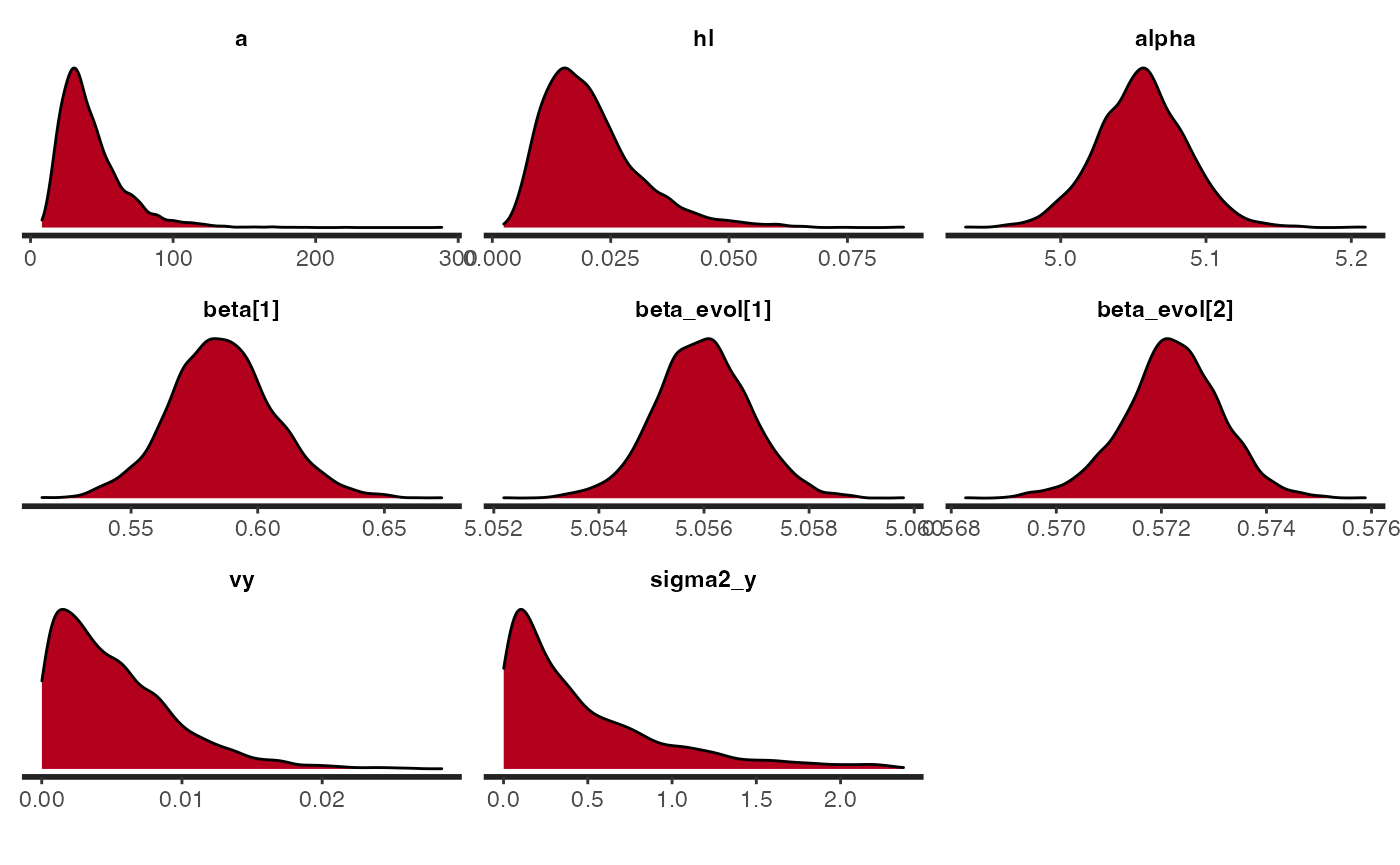 a hl alpha
0 100 200 300 0.000 0.025 0.050 0.075 5.0 5.1 5.2
beta[1] beta_evol[1] beta_evol[2]
0.55 0.60 0.65 5.052 5.054 5.056 5.058 5.060 0.568 0.570 0.572 0.574 0.576
vy sigma2_y
0.00 0.01 0.02 0.0 0.5 1.0 1.5 2.0